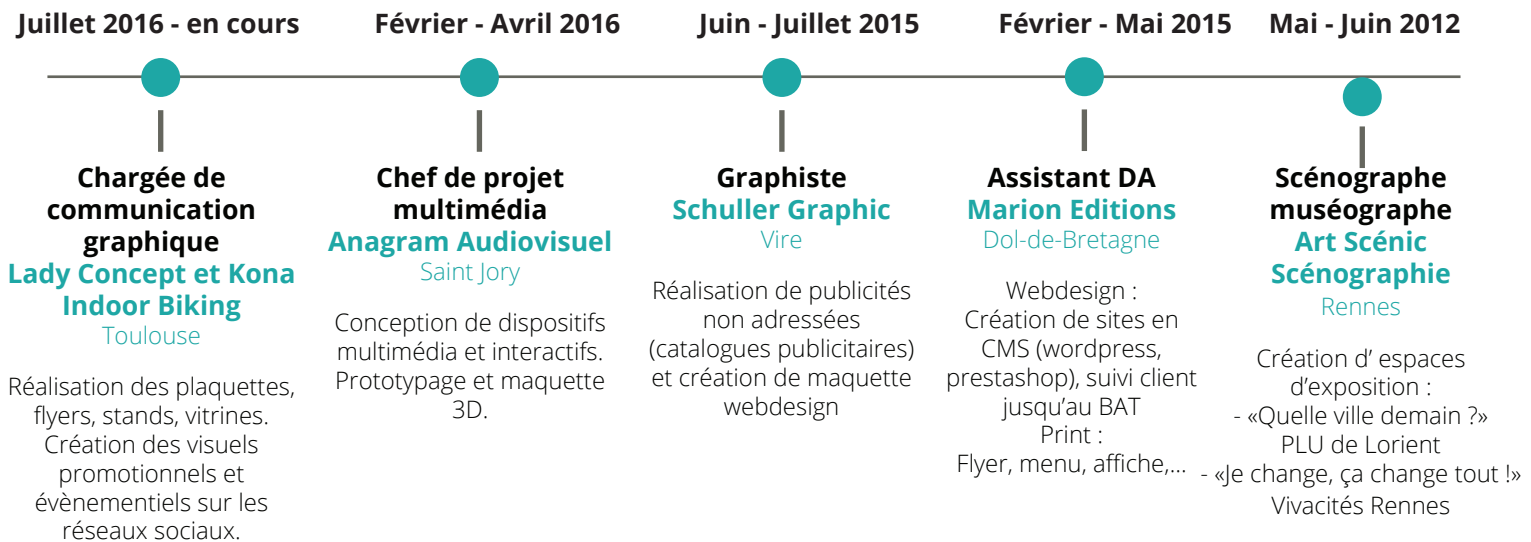 Juillet 2016 - en cours
Février - Avril 2016
Juin - Juillet 2015
Février - Mai 2015
Mai - Juin 2012
Chargée de
communication
graphique
Lady Concept et Kona
Indoor Biking
Toulouse
Réalisation des plaquettes,
flyers, stands, vitrines.
Création des visuels
promotionnels et
évènementiels sur les
réseaux sociaux.
Chef de projet
multimédia
Anagram Audiovisuel
Saint Jory
Conception de dispositifs
multimédia et interactifs.
Prototypage et maquette
3D.
Graphiste
Schuller Graphic
Vire
Réalisation de publicités
non adressées
(catalogues publicitaires)
et création de maquette
webdesign
Assistant DA
Marion Editions
Dol-de-Bretagne
Webdesign :
Création de sites en
CMS (wordpress,
prestashop), suivi client
jusqu’au BAT
Print :
Flyer, menu, affiche,...
Scénographe
muséographe
Art Scénic
Scénographie
Rennes
Création d’ espaces
d’exposition :
- «Quelle ville demain ?»
PLU de Lorient
- «Je change, ça change tout !»
Vivacités Rennes